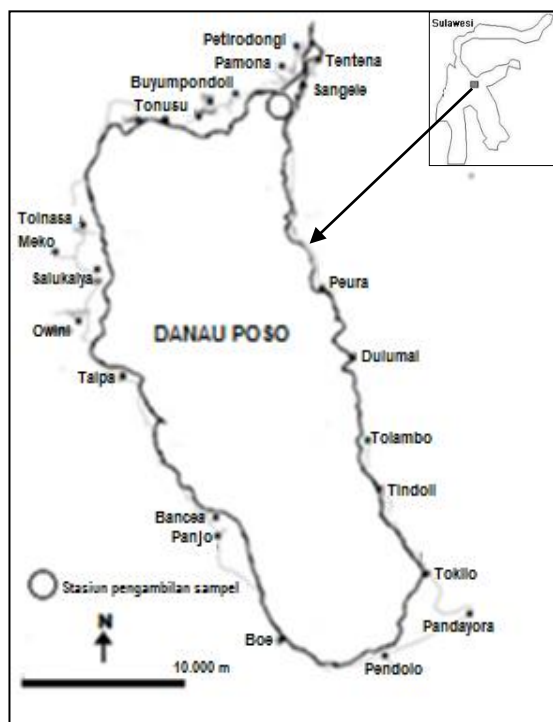 Sulawesi
Petirodongi
Pamona
Tentena
Buyumpondoli
Sangele
Tonusu
Toinasa
Meko
Salukaiya
Owini
Peura
DANAU POSO
Dulumai
Taipa
Tolambo
Tindoli
Bancea
Panjo
Stasiun pengambilan sampel
Tokilo
N
Pandayora
Boe
Pendolo
10.000 m